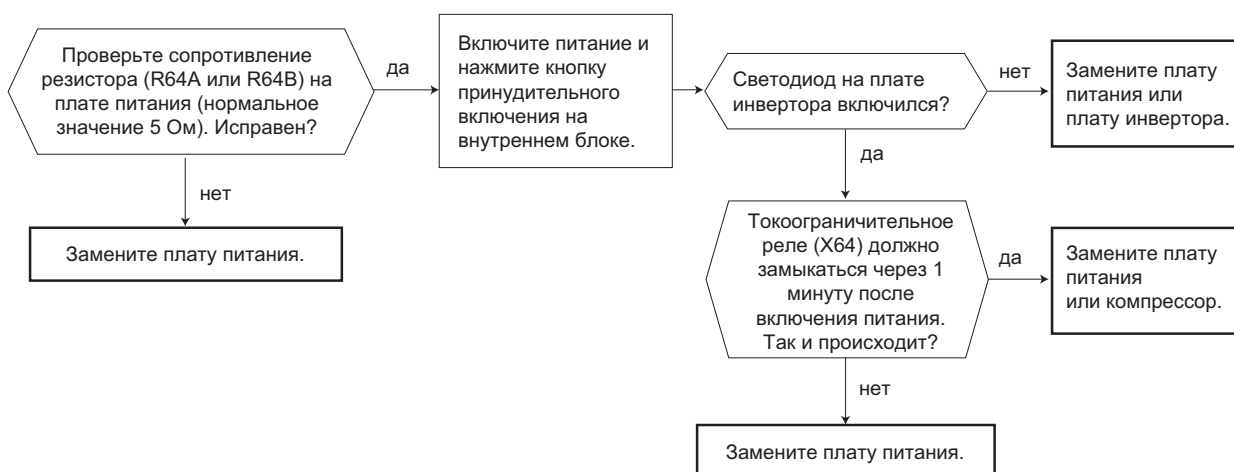 Проверьте сопротивление
резистора (R64A или R64B) на
плате питания (нормальное
значение 5 Ом). Исправен?
да
Включите питание и
нажмите кнопку
принудительного
включения на
внутреннем блоке.
Светодиод на плате
инвертора включился?
нет
Замените плату
питания или
плату инвертора.
нет
Замените плату питания.
да
Токоограничительное
реле (X64) должно
замыкаться через 1
минуту после
включения питания.
Так и происходит?
да
Замените плату
питания
или компрессор.
нет
Замените плату питания.